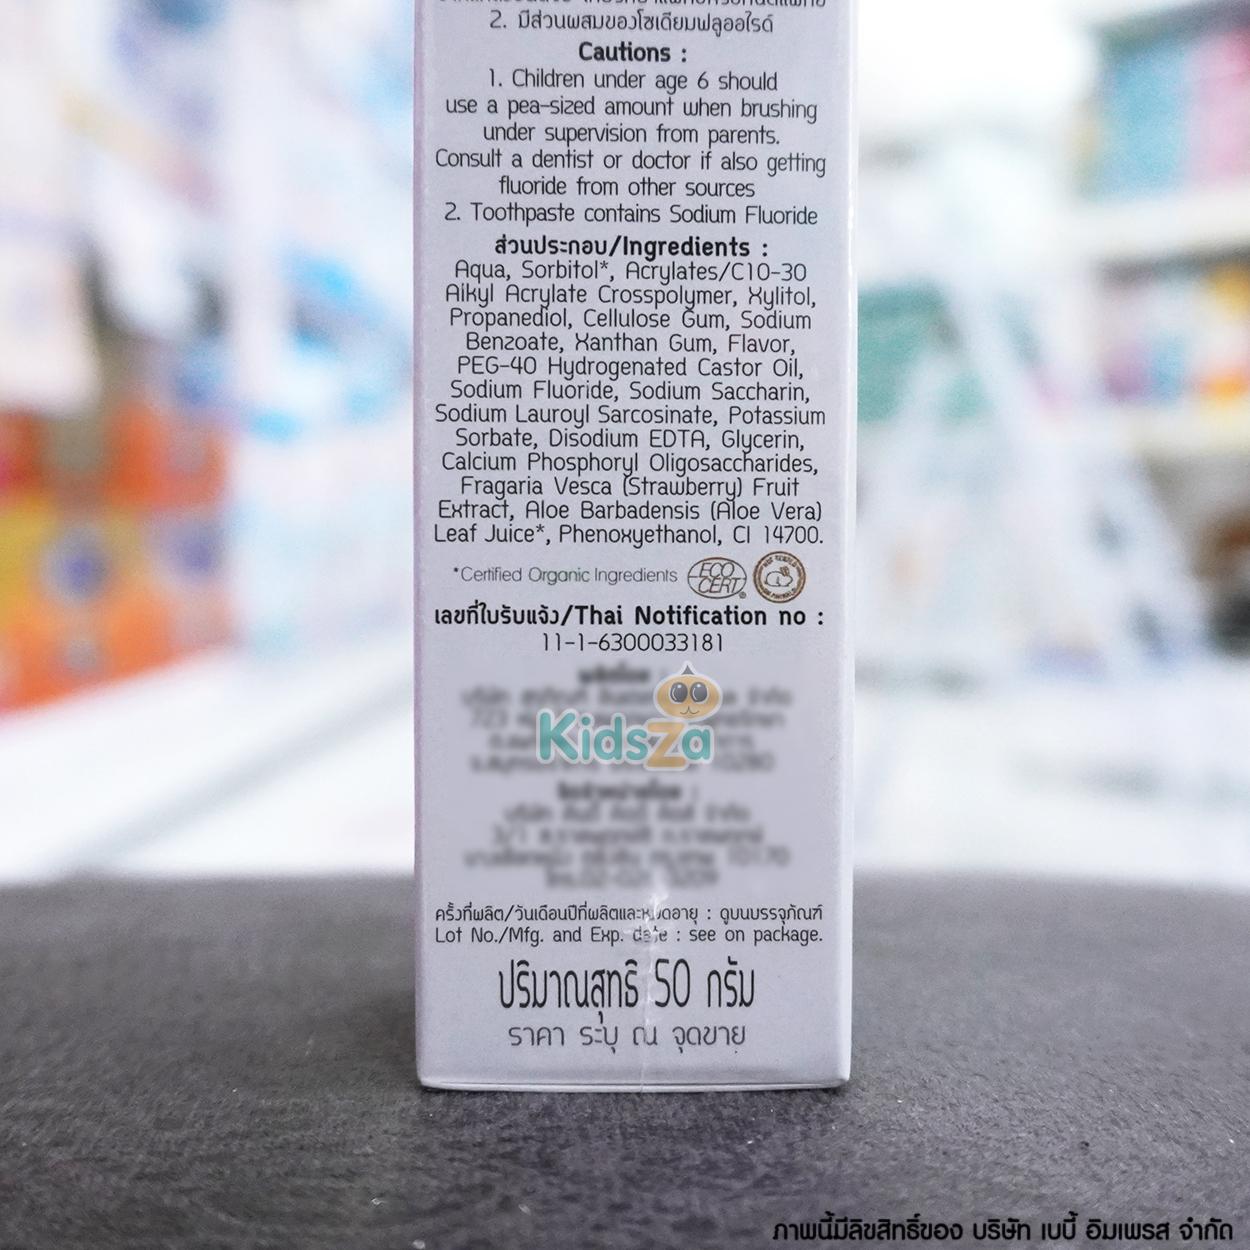 2. มีส่วนผสมของโซเดียมฟลูออไรด์
Cautions :
1. Children under age 6 should
use a pea-sized amount when brushing
under supervision from parents.
Consult a dentist or doctor if also getting
fluoride from other sources
2. Toothpaste contains Sodium Fluoride
ส่วนประกอบ/Ingredients :
Aqua, Sorbitol*, Acrylates/C10-30
Alkyl Acrylate Crosspolymer, Xylitol,
Propanediol, Cellulose Gum, Sodium
Benzoate, Xanthan Gum, Flavor,
PEG-40 Hydrogenated Castor Oil,
Sodium Fluoride, Sodium Saccharin,
Sodium Lauroyl Sarcosinate, Potassium
Sorbate, Disodium EDTA, Glycerin,
Calcium Phosphoryl Oligosaccharides,
Fragaria Vesca (Strawberry) Fruit
Extract, Aloe Barbadensis (Aloe Vera)
Leaf Juice*, Phenoxyethanol, CI 14700.
*Certified Organic Ingredients ECO CERT
เลขที่ใบรับแจ้ง/Thai Notification no :
11-1-6300033181
KidsZa
ครั้งที่ผลิต/วันเดือนปีที่ผลิตและหมดอายุ : ดูบนบรรจุภัณฑ์
Lot No./Mfg. and Exp. date : see on package.
ปริมาณสุทธิ 50 กรัม
ราคา ระบุ ณ จุดขาย
ภาพนี้มีลิขสิทธิ์ของ บริษัท เบบี้ อิมเพรส จำกัด